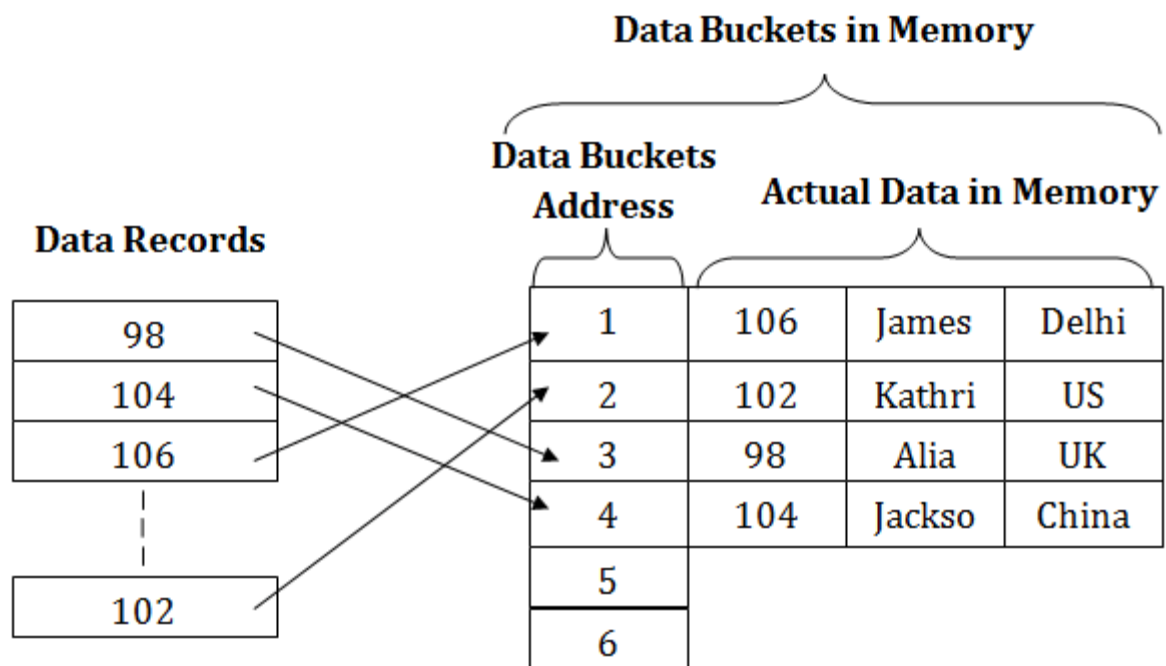 Data Buckets in Memory
Data Buckets
Address
Actual Data in Memory
Data Records
98
104
106
102
1 106 James Delhi
2 102 Kathri US
3 98 Alia UK
4 104 Jackso China
5
6